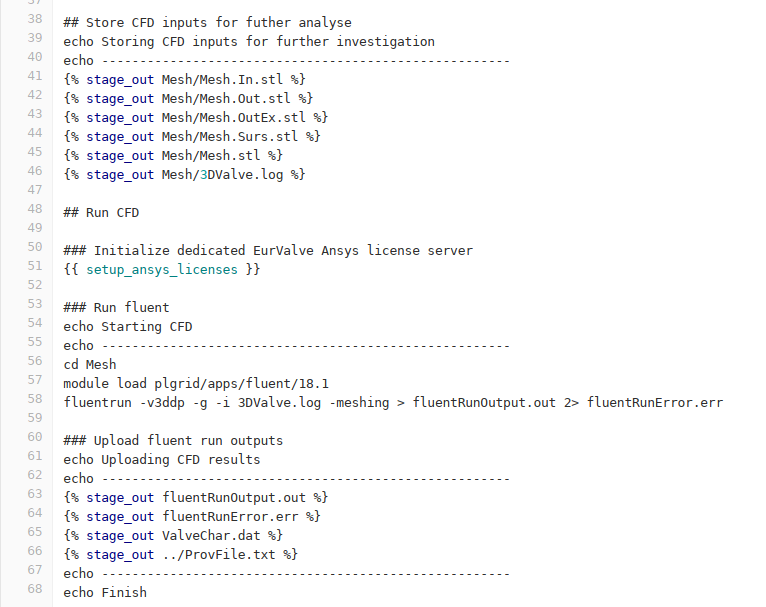 37
38 ## Store CFD inputs for futher analyse
39 echo Storing CFD inputs for further investigation
40 echo ------------------------------------------------------
41 {% stage_out Mesh/Mesh.In.stl %}
42 {% stage_out Mesh/Mesh.Out.stl %}
43 {% stage_out Mesh/Mesh.OutEx.stl %}
44 {% stage_out Mesh/Mesh.Surs.stl %}
45 {% stage_out Mesh/Mesh.stl %}
46 {% stage_out Mesh/3DValve.log %}
47
48 ## Run CFD
49
50 ### Initialize dedicated EurValve Ansys license server
51 {{ setup_ansys_licenses }}
52
53 ### Run fluent
54 echo Starting CFD
55 echo ------------------------------------------------------
56 cd Mesh
57 module load plgrid/apps/fluent/18.1
58 fluentrun -v3ddp -g -i 3DValve.log -meshing > fluentRunOutput.out 2> fluentRunError.err
59
60 ### Upload fluent run outputs
61 echo Uploading CFD results
62 echo ------------------------------------------------------
63 {% stage_out fluentRunOutput.out %}
64 {% stage_out fluentRunError.err %}
65 {% stage_out ValveChar.dat %}
66 {% stage_out ../ProvFile.txt %}
67 echo ------------------------------------------------------
68 echo Finish